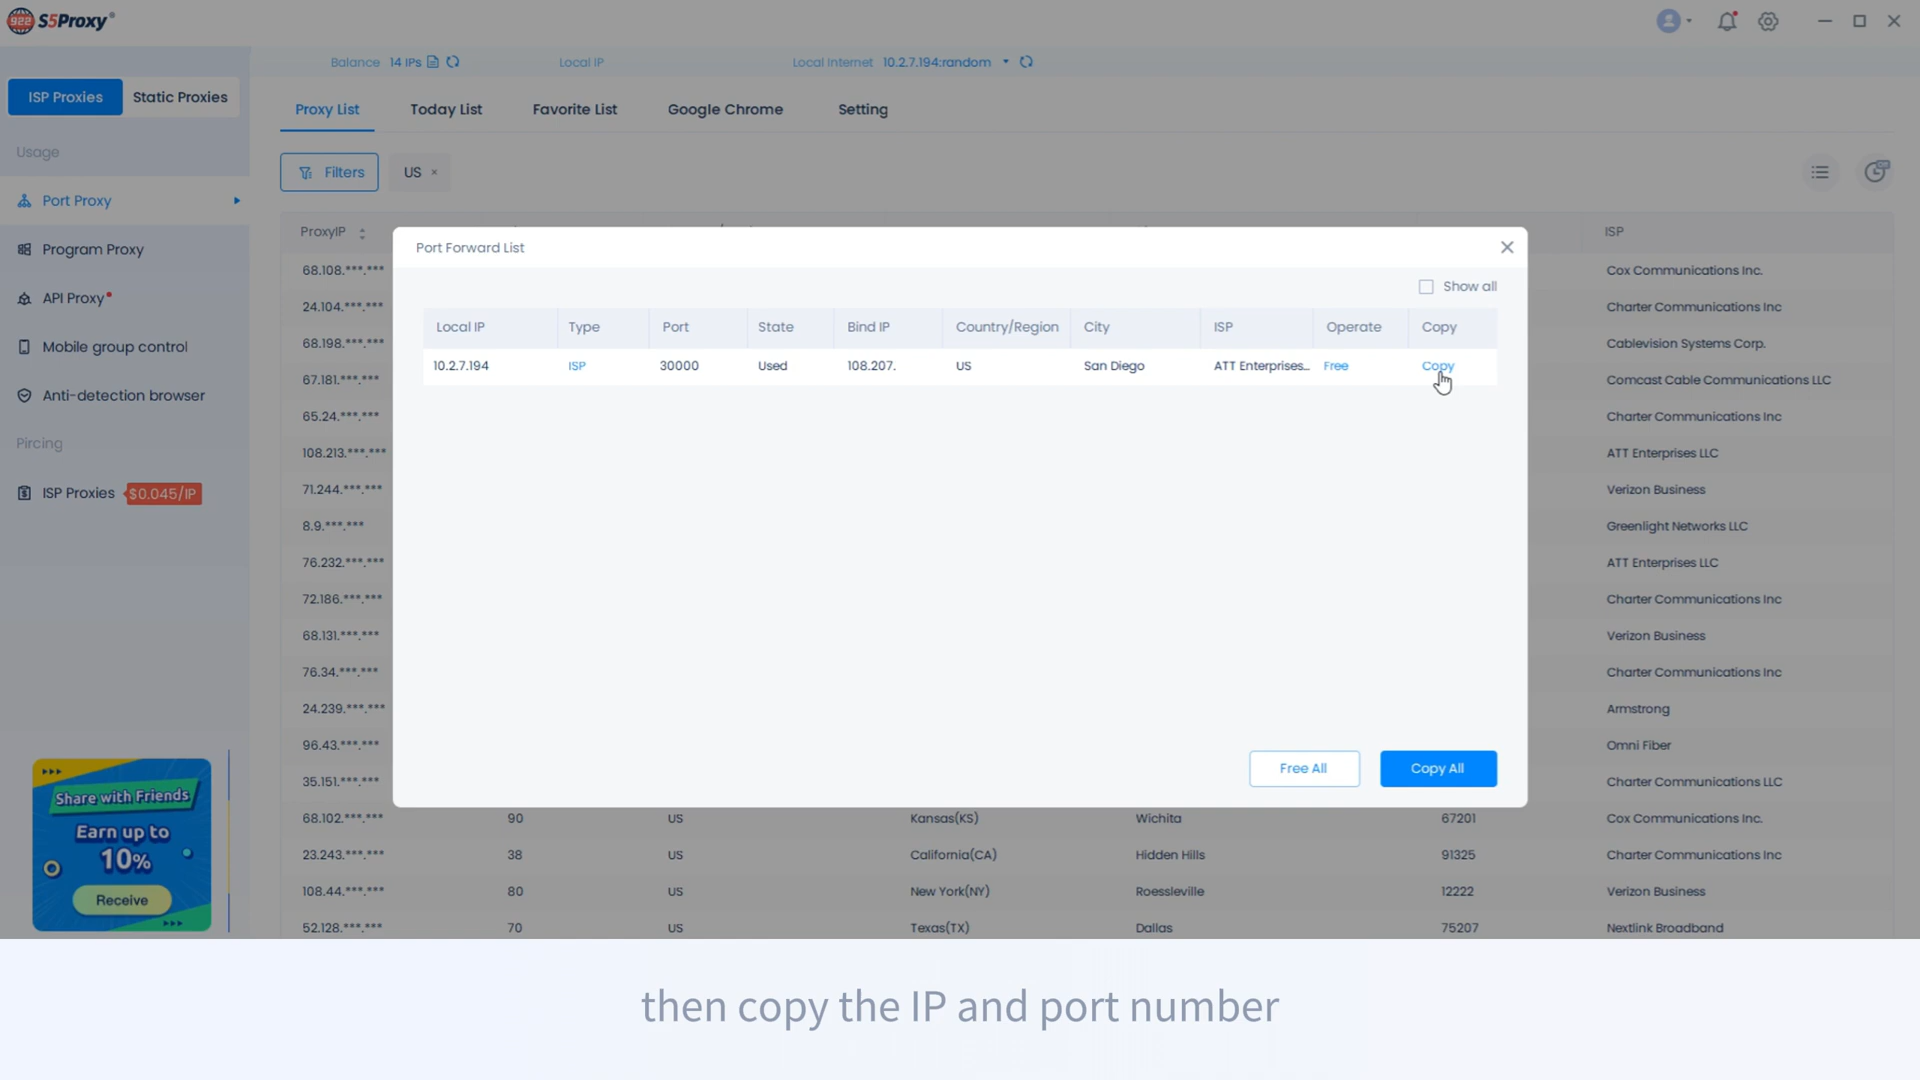 922 S5Proxy®
Balance 14 IPs
Local IP
Local Internet 10.2.7.194:random
ISP Proxies Static Proxies
Proxy List Today List Favorite List Google Chrome Setting
Usage
Filters US ×
Port Proxy
Program Proxy
API Proxy
Mobile group control
Anti-detection browser
Pircing
ISP Proxies $0.045/IP
Share with Friends
Earn up to
10%
Receive
ProxyIP ISP
68.108.***.*** Cox Communications Inc.
24.104.***.*** Charter Communications Inc
68.198.***.*** Cablevision Systems Corp.
67.181.***.*** Comcast Cable Communications LLC
65.24.***.*** Charter Communications Inc
108.213.***.*** ATT Enterprises LLC
71.244.***.*** Verizon Business
8.9.***.*** Greenlight Networks LLC
76.232.***.*** ATT Enterprises LLC
72.186.***.*** Charter Communications Inc
68.131.***.*** Verizon Business
76.34.***.*** Charter Communications Inc
24.239.***.*** Armstrong
96.43.***.*** Omni Fiber
35.151.***.*** Charter Communications LLC
68.102.***.*** 90 US Kansas(KS) Wichita 67201 Cox Communications Inc.
23.243.***.*** 38 US California(CA) Hidden Hills 91325 Charter Communications Inc
108.44.***.*** 80 US New York(NY) Roessleville 12222 Verizon Business
52.128.***.*** 70 US Texas(TX) Dallas 75207 Nextlink Broadband
Port Forward List
Show all
Local IP Type Port State Bind IP Country/Region City ISP Operate Copy
10.2.7.194 ISP 30000 Used 108.207. US San Diego ATT Enterprises... Free Copy
Free All Copy All
then copy the IP and port number